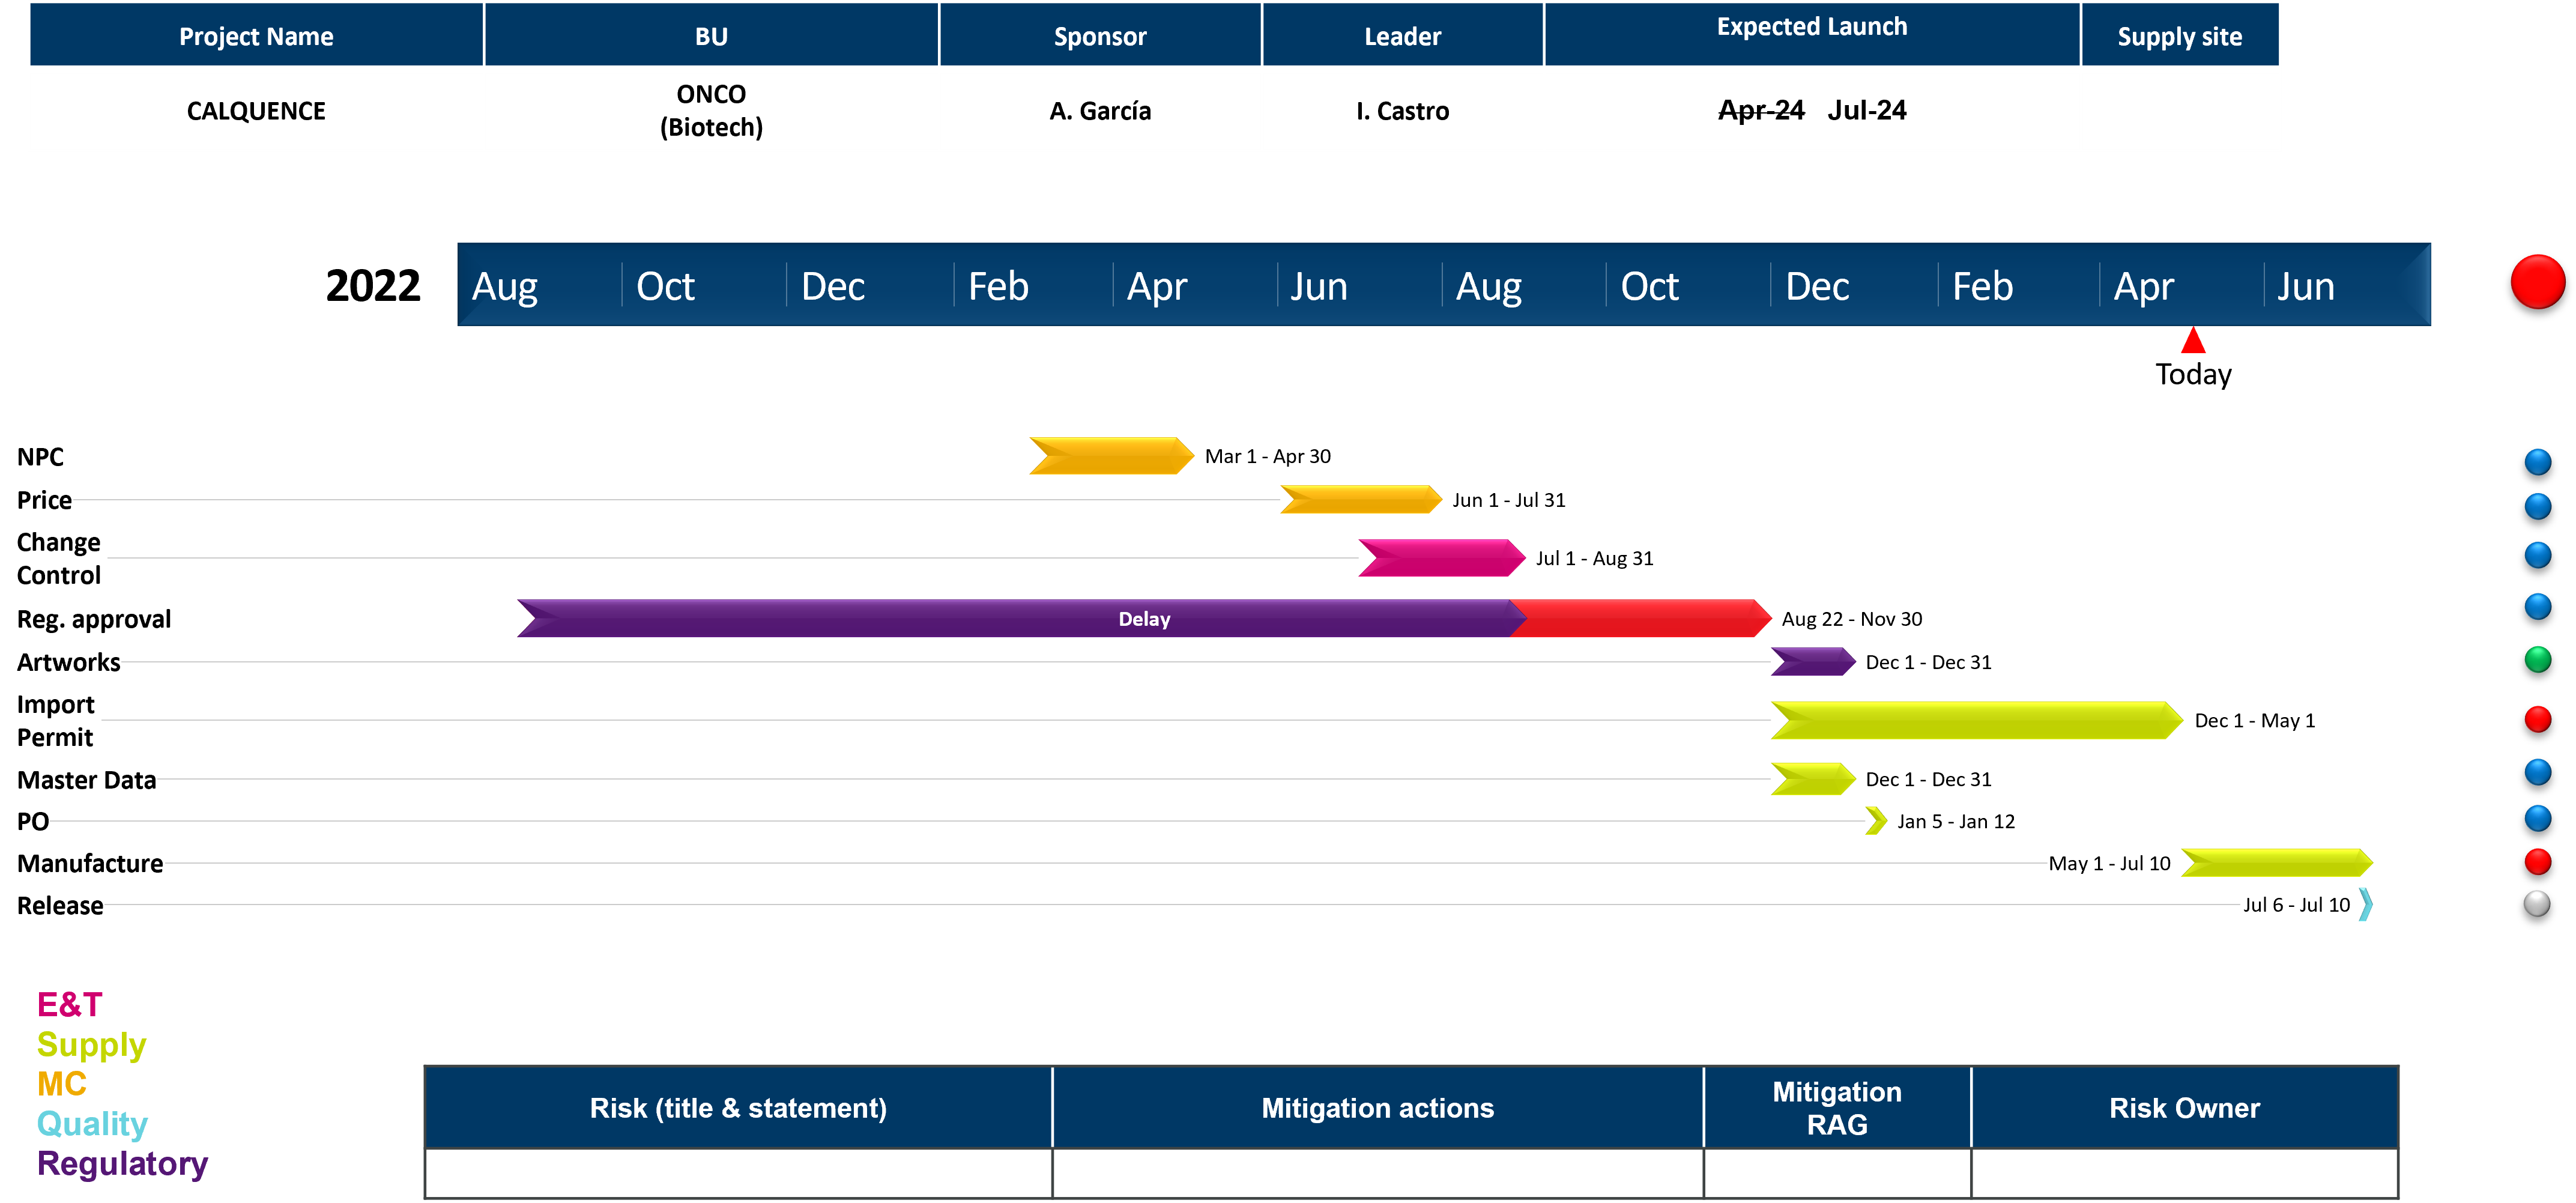 Project Name BU Sponsor Leader Expected Launch Supply site
CALQUENCE ONCO (Biotech) A. García I. Castro Apr-24 Jul-24
2022 Aug Oct Dec Feb Apr Jun Aug Oct Dec Feb Apr Jun
Today
NPC Mar 1 - Apr 30
Price Jun 1 - Jul 31
Change Control Jul 1 - Aug 31
Reg. approval Delay Aug 22 - Nov 30
Artworks Dec 1 - Dec 31
Import Permit Dec 1 - May 1
Master Data Dec 1 - Dec 31
PO Jan 5 - Jan 12
Manufacture May 1 - Jul 10
Release Jul 6 - Jul 10
E&T
Supply
MC
Quality
Regulatory
Risk (title & statement) Mitigation actions Mitigation RAG Risk Owner